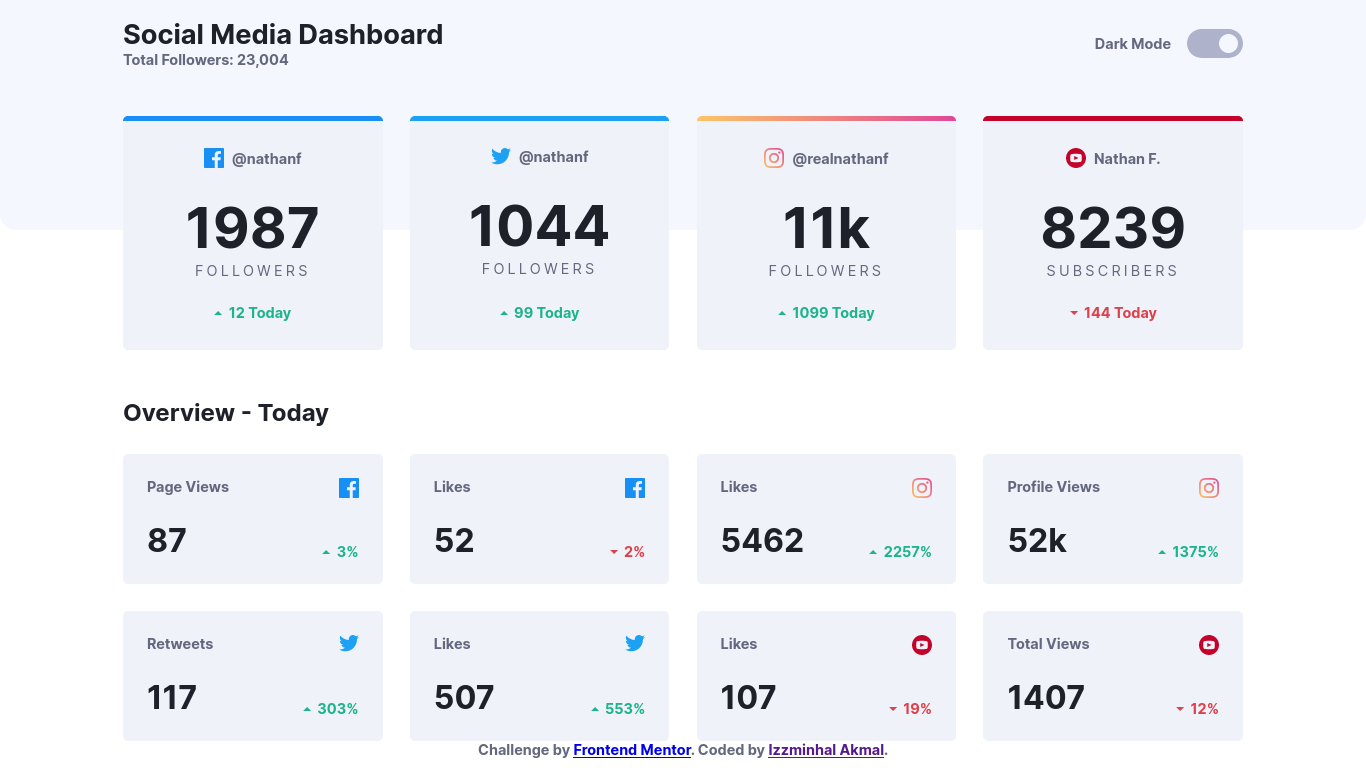 Social Media Dashboard
Total Followers: 23,004
Dark Mode
@nathanf
1987
FOLLOWERS
12 Today
@nathanf
1044
FOLLOWERS
99 Today
@realnathanf
11k
FOLLOWERS
1099 Today
Nathan F.
8239
SUBSCRIBERS
144 Today
Overview - Today
Page Views
87
3%
Likes
52
2%
Likes
5462
2257%
Profile Views
52k
1375%
Retweets
117
303%
Likes
507
553%
Likes
107
19%
Total Views
1407
12%
Challenge by Frontend Mentor. Coded by Izzminhal Akmal.